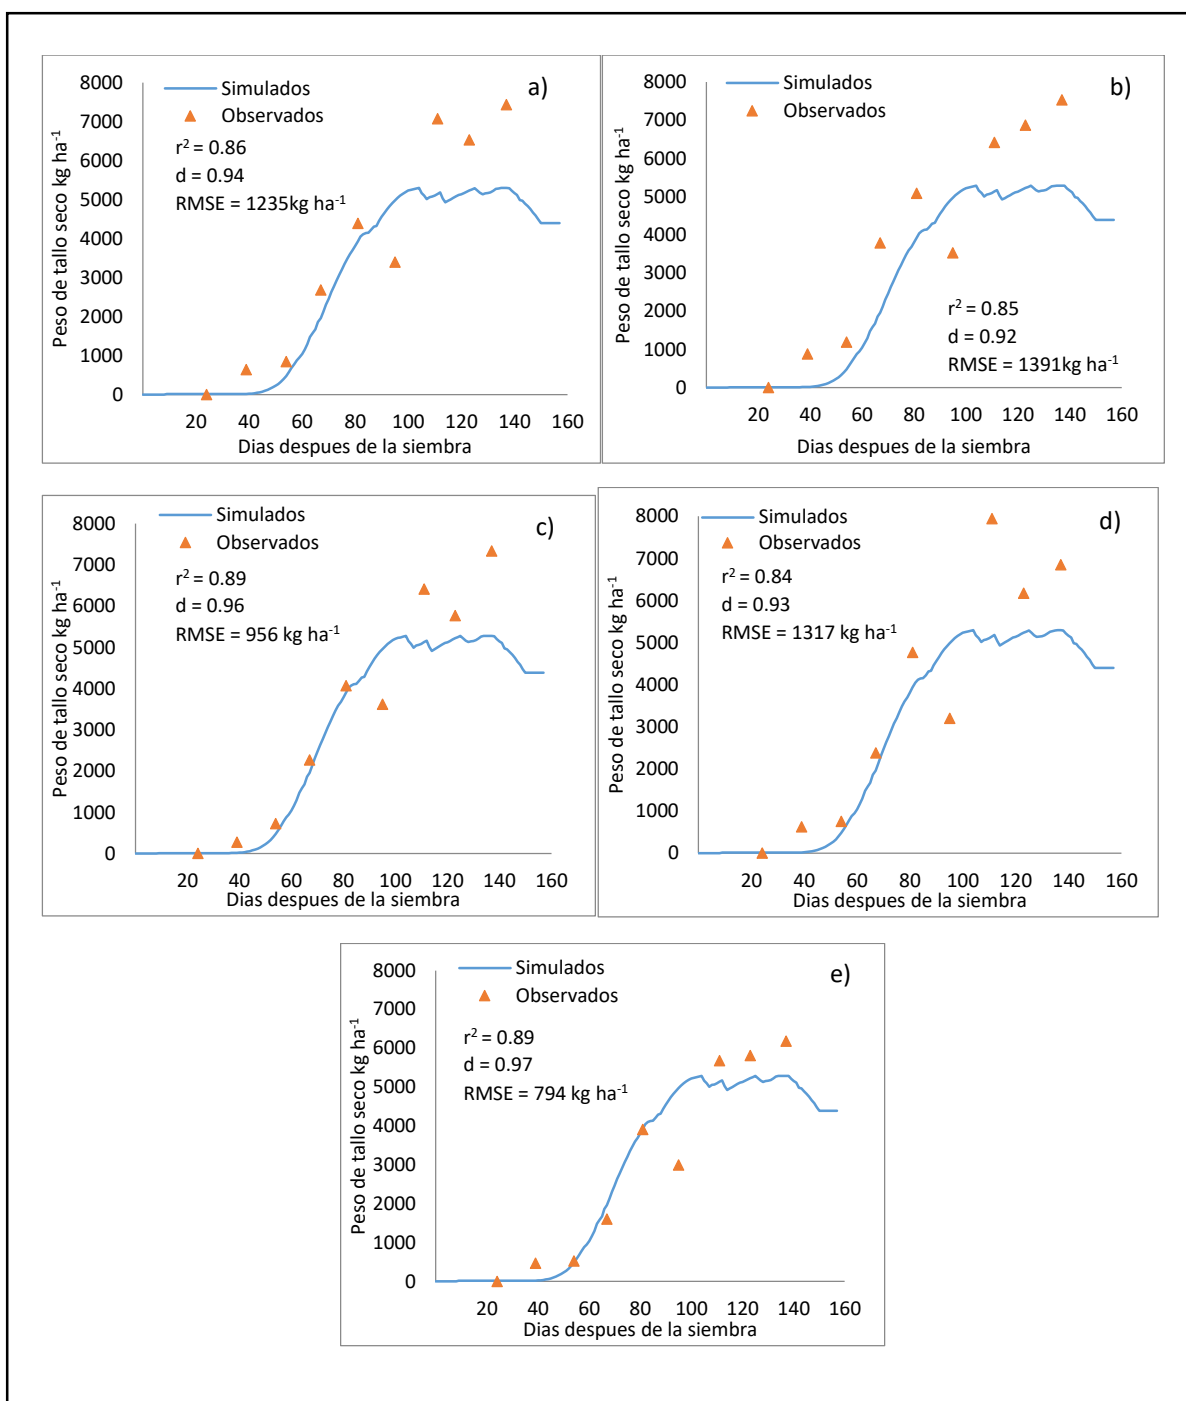 a)
Simulados
Observados
r² = 0.86
d = 0.94
RMSE = 1235kg ha⁻¹
Peso de tallo seco kg ha⁻¹
8000
7000
6000
5000
4000
3000
2000
1000
0
20 40 60 80 100 120 140 160
Dias despues de la siembra
b)
Simulados
Observados
Peso de tallo seco kg ha⁻¹
8000
7000
6000
5000
4000
3000
2000
1000
0
r² = 0.85
d = 0.92
RMSE = 1391kg ha⁻¹
20 40 60 80 100 120 140 160
Dias despues de la siembra
c)
Simulados
Observados
r² = 0.89
d = 0.96
RMSE = 956 kg ha⁻¹
Peso de tallo seco kg ha⁻¹
8000
7000
6000
5000
4000
3000
2000
1000
0
20 40 60 80 100 120 140 160
Dias despues de la siembra
d)
Simulados
Observados
r² = 0.84
d = 0.93
RMSE = 1317 kg ha⁻¹
Peso de tallo seco kg ha⁻¹
8000
7000
6000
5000
4000
3000
2000
1000
0
20 40 60 80 100 120 140 160
Dias despues de la siembra
e)
Simulados
Observados
r² = 0.89
d = 0.97
RMSE = 794 kg ha⁻¹
Peso de tallo seco kg ha⁻¹
8000
7000
6000
5000
4000
3000
2000
1000
0
20 40 60 80 100 120 140 160
Dias despues de la siembra